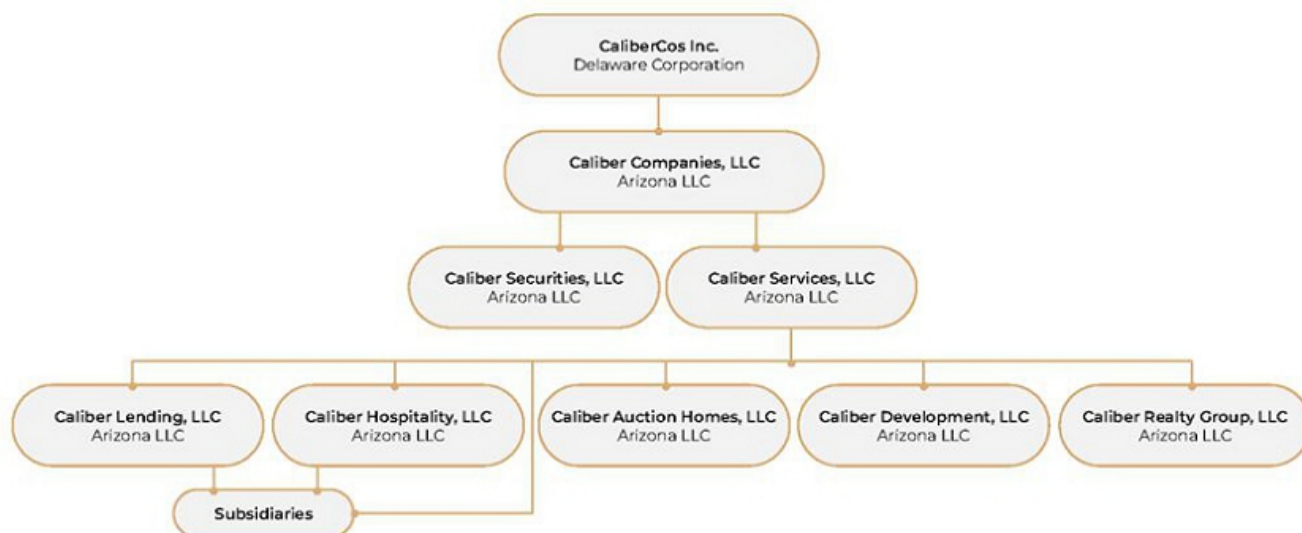 CaliberCos Inc.
Delaware Corporation
Caliber Companies, LLC
Arizona LLC
Caliber Securities, LLC
Arizona LLC
Caliber Services, LLC
Arizona LLC
Caliber Lending, LLC
Arizona LLC
Caliber Hospitality, LLC
Arizona LLC
Caliber Auction Homes, LLC
Arizona LLC
Caliber Development, LLC
Arizona LLC
Caliber Realty Group, LLC
Arizona LLC
Subsidiaries